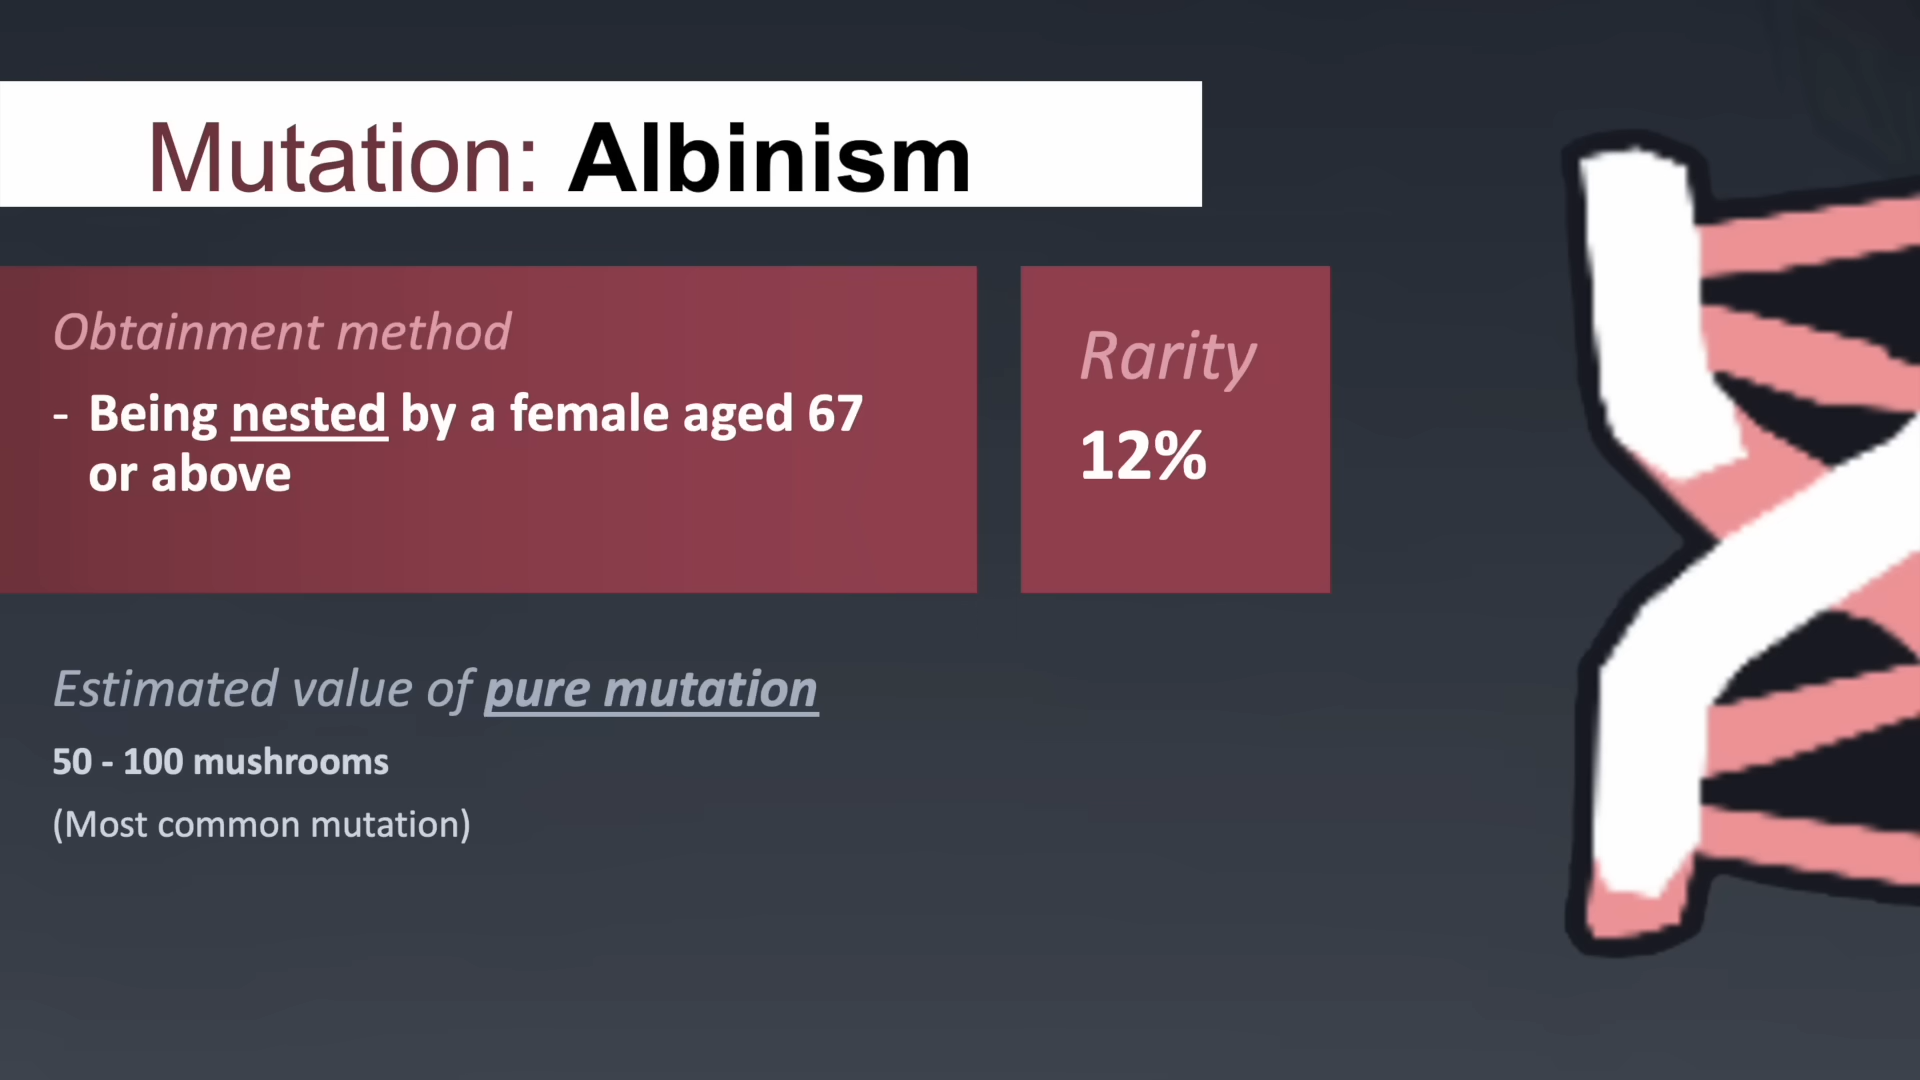 Mutation: Albinism
Obtainment method
- Being nested by a female aged 67
or above
Rarity
12%
Estimated value of pure mutation
50 - 100 mushrooms
(Most common mutation)